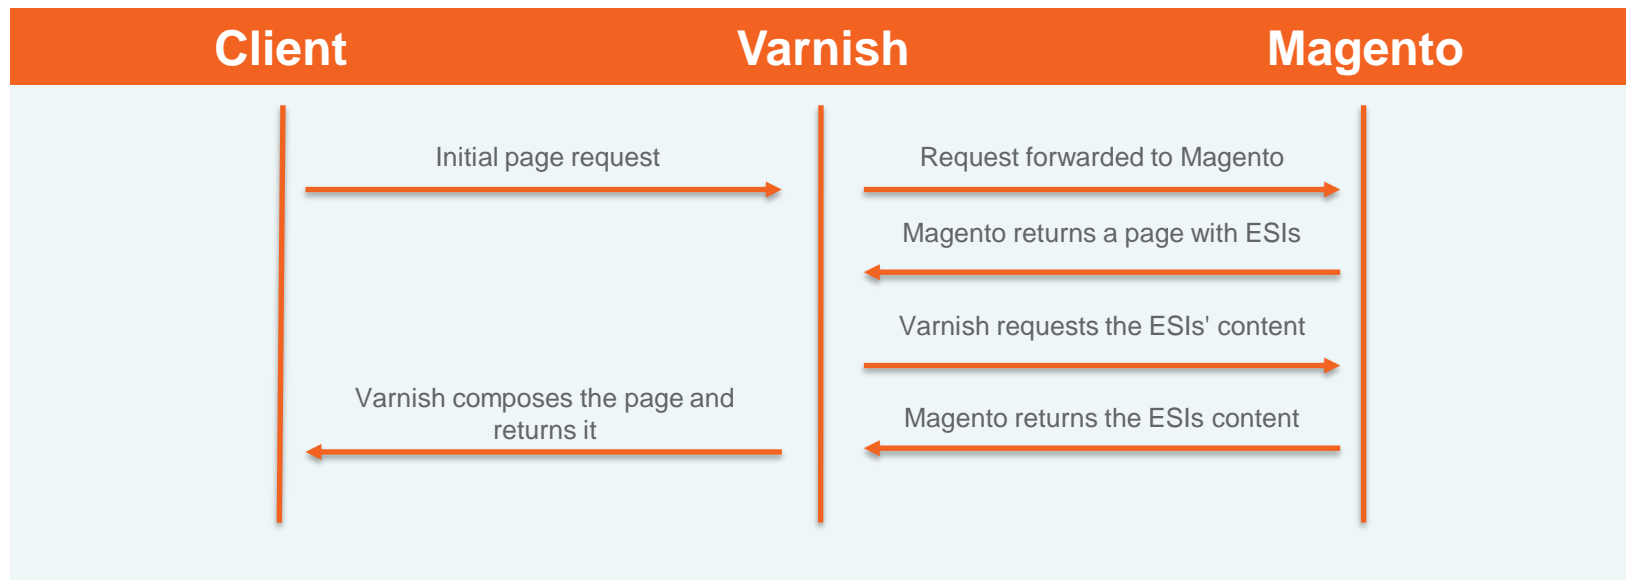 Client
Varnish
Magento
Initial page request
Request forwarded to Magento
Magento returns a page with ESIs
Varnish requests the ESIs' content
Varnish composes the page and
returns it
Magento returns the ESIs content